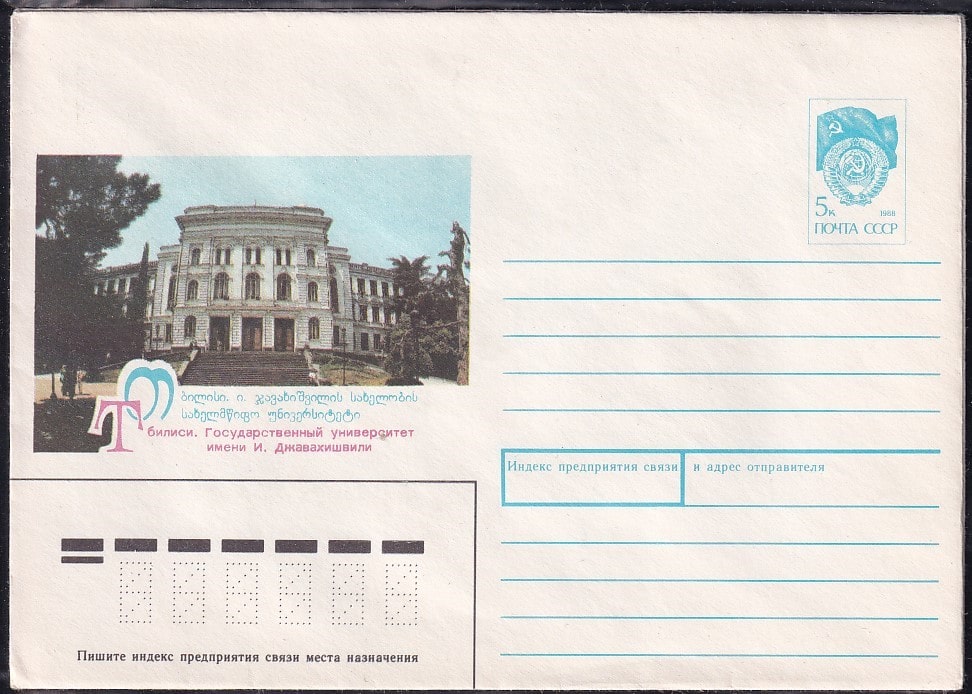 5к 1988
ПОЧТА СССР
თბილისი. ი. ჯავახიშვილის სახელობის
სახელმწიფო უნივერსიტეტი
Тбилиси. Государственный университет
имени И. Джавахишвили
Индекс предприятия связи и адрес отправителя
Пишите индекс предприятия связи места назначения